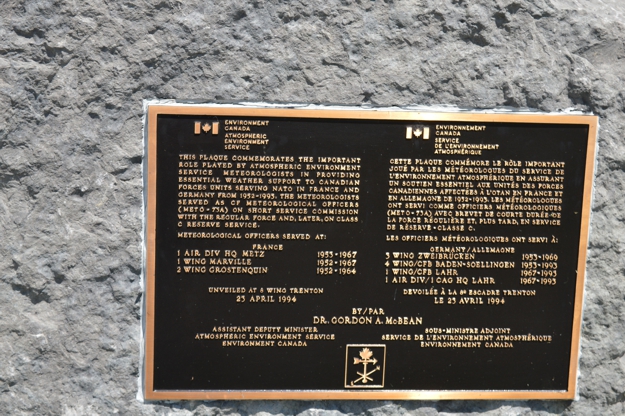 ENVIRONMENT
CANADA
ATMOSPHERIC
ENVIRONMENT
SERVICE
THIS PLAQUE COMMEMORATES THE IMPORTANT
ROLE PLAYED BY ATMOSPHERIC ENVIRONMENT
SERVICE METEOROLOGISTS IN PROVIDING
ESSENTIAL WEATHER SUPPORT TO CANADIAN
FORCES UNITS SERVING NATO IN FRANCE AND
GERMANY FROM 1952-1993. THE METEOROLOGISTS
SERVED AS CF METEOROLOGICAL OFFICERS
(METO-73A) ON SHORT SERVICE COMMISSION
WITH THE REGULAR FORCE AND, LATER, ON CLASS
C RESERVE SERVICE.
METEOROLOGICAL OFFICERS SERVED AT:
FRANCE
1 AIR DIV HQ METZ 1953-1967
1 WING MARVILLE 1952-1967
2 WING GROSTENQUIN 1952-1964
UNVEILED AT 8 WING TRENTON
23 APRIL 1994
ENVIRONNEMENT
CANADA
SERVICE
DE L'ENVIRONNEMENT
ATMOSPHÉRIQUE
CETTE PLAQUE COMMÉMORE LE RÔLE IMPORTANT
JOUÉ PAR LES MÉTÉOROLOGUES DU SERVICE DE
L'ENVIRONNEMENT ATMOSPHÉRIQUE EN ASSURANT
UN SOUTIEN ESSENTIEL AUX UNITÉS DES FORCES
CANADIENNES AFFECTÉES À L'OTAN EN FRANCE ET
EN ALLEMAGNE DE 1952-1993. LES MÉTÉOLOGUES
ONT SERVI COMME OFFICIERS MÉTÉOROLOGIQUES
(METO-73A) AVEC BREVET DE COURTE DURÉE DE
LA FORCE RÉGULIÈRE ET, PLUS TARD, EN SERVICE
DE RÉSERVE - CLASSE C.
LES OFFICIERS MÉTÉOROLOGIQUES ONT SERVI À:
GERMANY/ALLEMAGNE
3 WING ZWEIBRÜCKEN 1953-1969
4 WING/CFB BADEN-SOELLINGEN 1953-1993
1 WING/CFB LAHR 1967-1993
1 AIR DIV/1 CAG HQ LAHR 1967-1993
DEVOILÉE À LA 8e ESCADRE TRENTON
LE 23 AVRIL 1994
BY/PAR
DR. GORDON A. McBEAN
ASSISTANT DEPUTY MINISTER
ATMOSPHERIC ENVIRONMENT SERVICE
ENVIRONMENT CANADA
SOUS-MINISTRE ADJOINT
SERVICE DE L'ENVIRONNEMENT ATMOSPHÉRIQUE
ENVIRONNEMENT CANADA